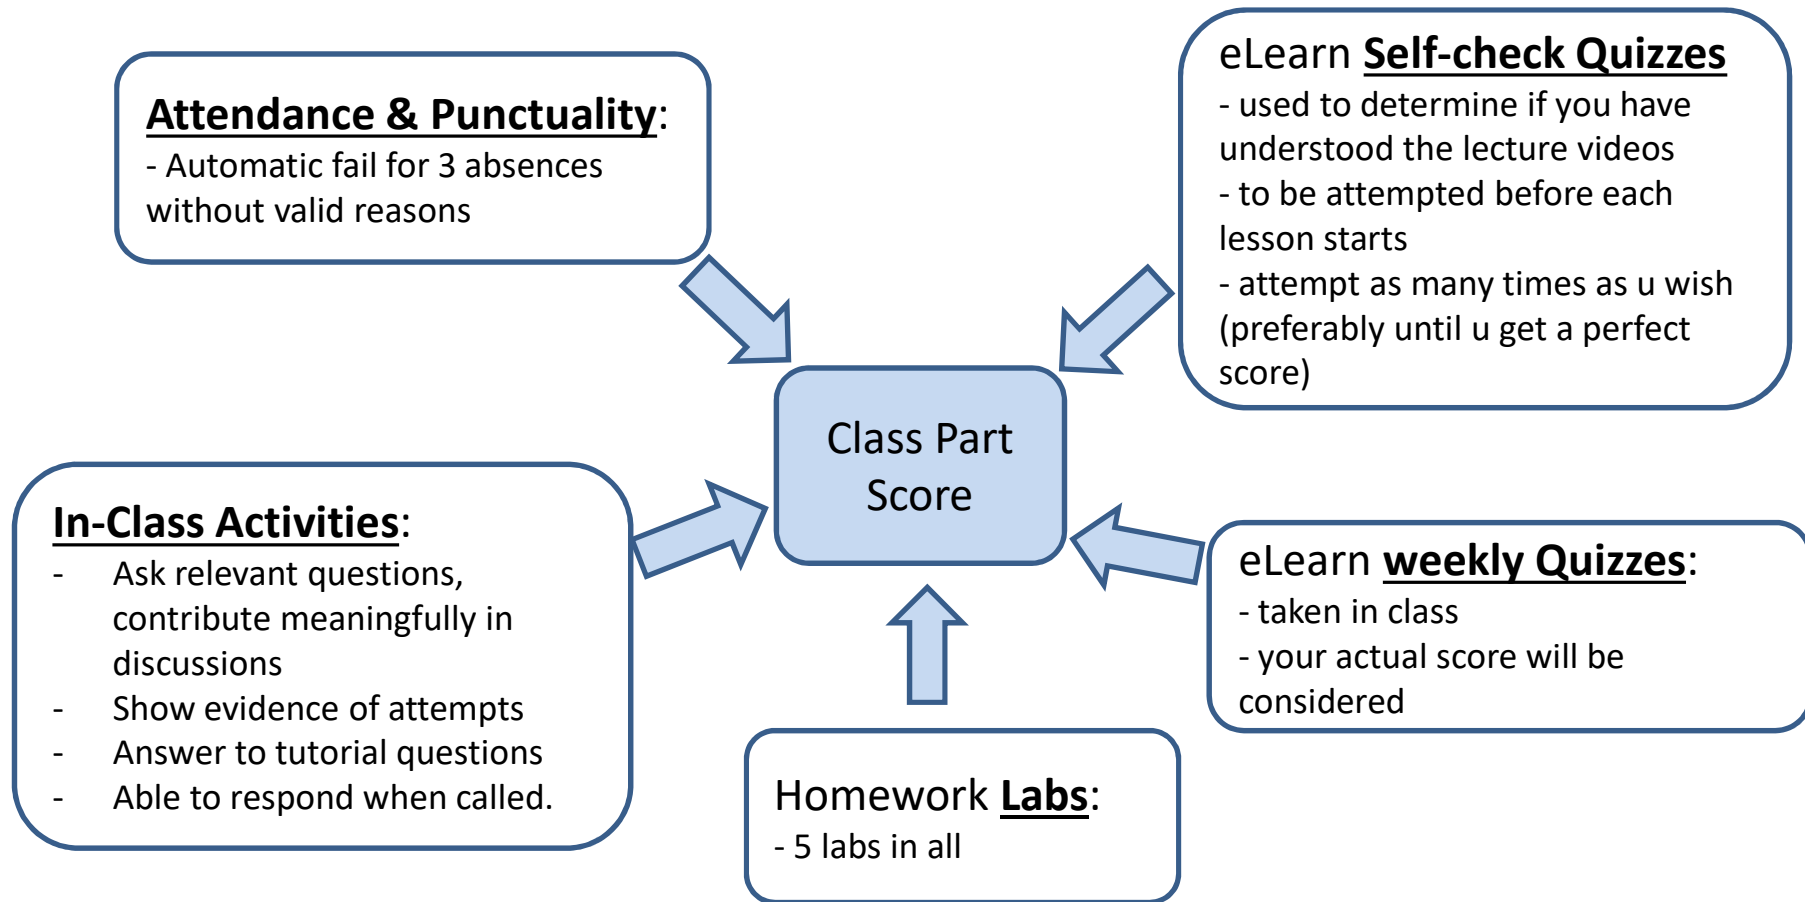 Attendance & Punctuality:
- Automatic fail for 3 absences
without valid reasons
eLearn Self-check Quizzes
- used to determine if you have
understood the lecture videos
- to be attempted before each
lesson starts
- attempt as many times as u wish
(preferably until u get a perfect
score)
Class Part
Score
In-Class Activities:
- Ask relevant questions,
contribute meaningfully in
discussions
- Show evidence of attempts
- Answer to tutorial questions
- Able to respond when called.
eLearn weekly Quizzes:
- taken in class
- your actual score will be
considered
Homework Labs:
- 5 labs in all